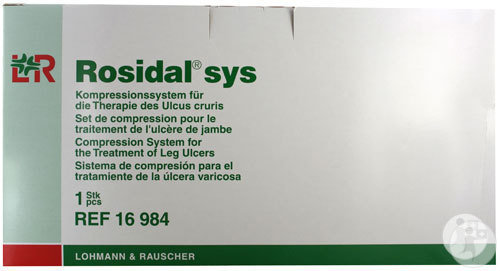 L R
Rosidal® sys
Kompressionssystem für
die Therapie des Ulcus cruris
Set de compression pour le
traitement de l'ulcère de jambe
Compression System for
the Treatment of Leg Ulcers
Sistema de compresión para el
tratamiento de la úlcera varicosa
1 Stk
pcs
REF 16 984
LOHMANN & RAUSCHER